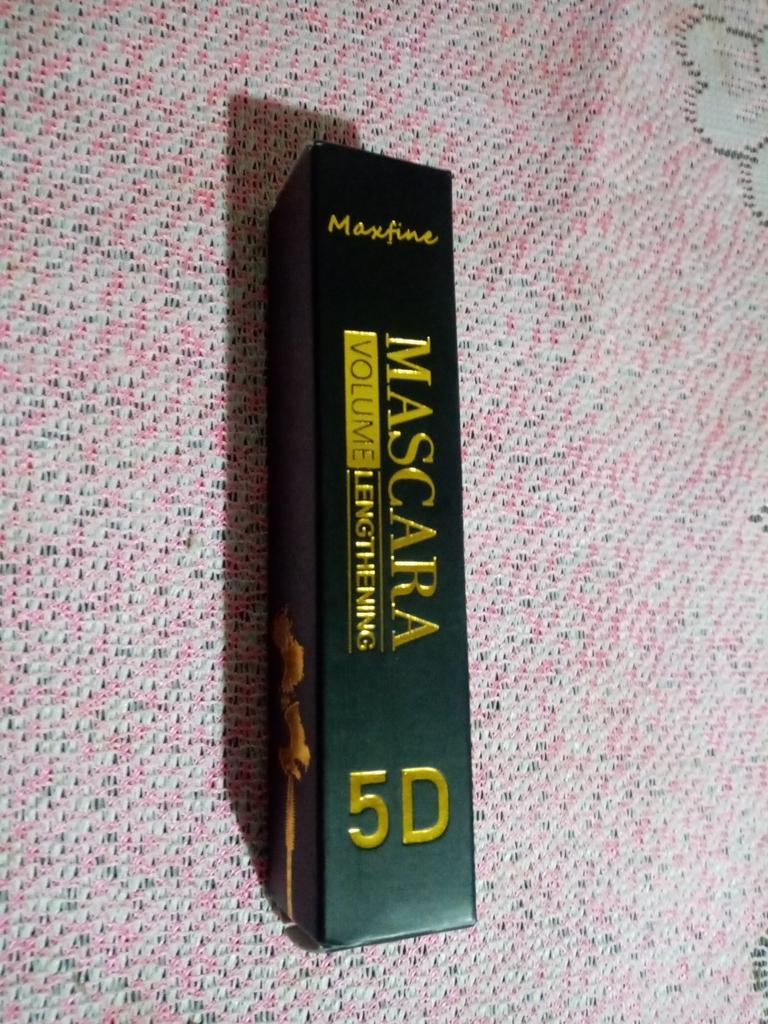 Maxfine
MASCARA
VOLUME LENGTHENING
5D